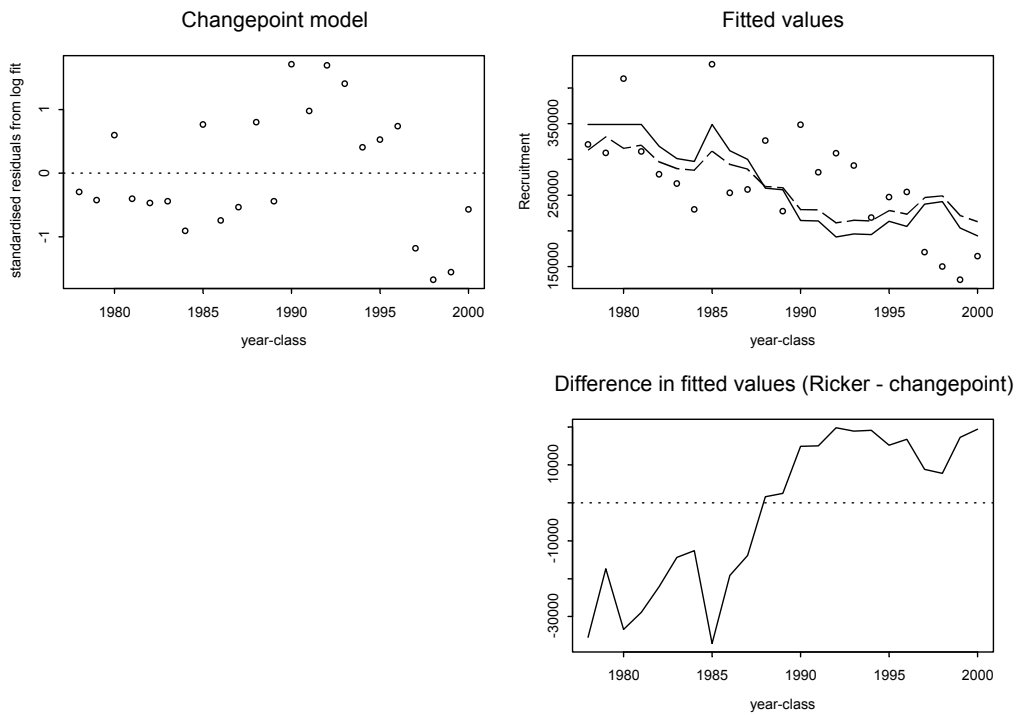 Changepoint model
standardised residuals from log fit
1
0
-1
1980 1985 1990 1995 2000
year-class
Fitted values
Recruitment
350000
250000
150000
1980 1985 1990 1995 2000
year-class
Difference in fitted values (Ricker - changepoint)
10000
-10000
-30000
1980 1985 1990 1995 2000
year-class